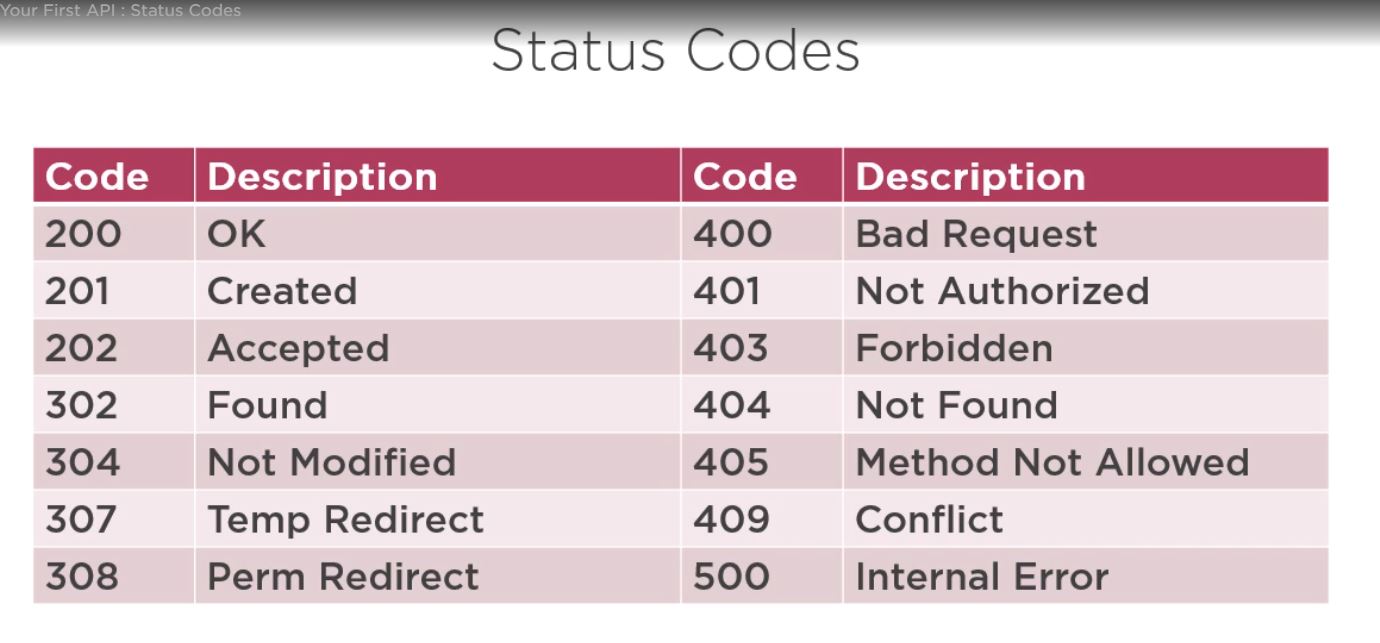 Your First API : Status Codes
Status Codes
Code Description Code Description
200 OK 400 Bad Request
201 Created 401 Not Authorized
202 Accepted 403 Forbidden
302 Found 404 Not Found
304 Not Modified 405 Method Not Allowed
307 Temp Redirect 409 Conflict
308 Perm Redirect 500 Internal Error